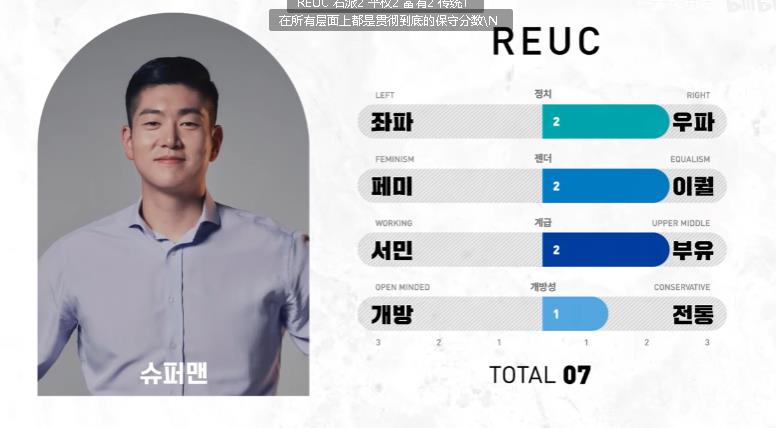 REUC 右派2 平权2 富有2 传统1
在所有层面上都是贯彻到底的保守分数\N
REUC
LEFT 정치 RIGHT
좌파 2 우파
FEMINISM 젠더 EQUALISM
페미 2 이퀄
WORKING 계급 UPPER MIDDLE
서민 2 부유
OPEN MINDED 개방성 CONSERVATIVE
개방 1 전통
3 2 1 1 2 3
슈퍼맨
TOTAL 07